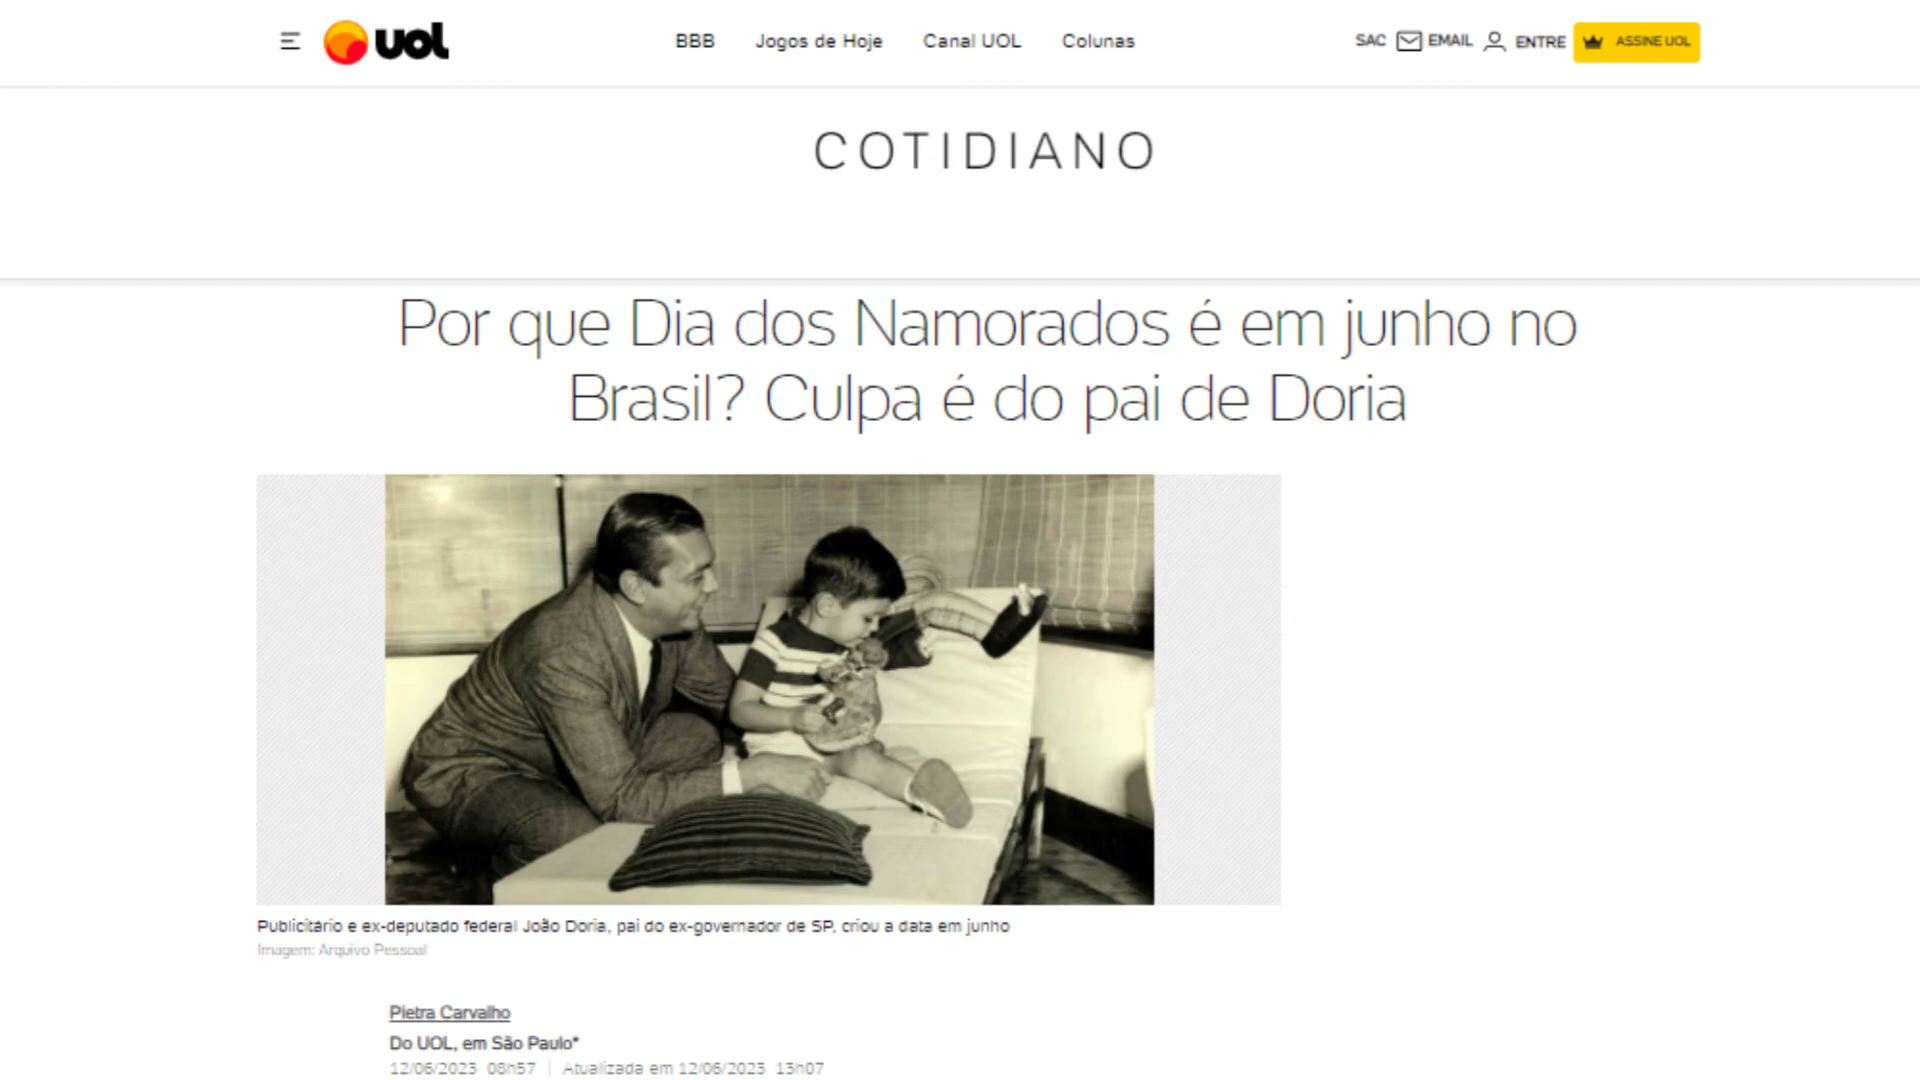 uol
BBB Jogos de Hoje Canal UOL Colunas
SAC EMAIL ENTRE ASSINE UOL
COTIDIANO
Por que Dia dos Namorados é em junho no
Brasil? Culpa é do pai de Doria
Publicitário e ex-deputado federal João Doria, pai do ex-governador de SP, criou a data em junho
Imagem: Arquivo Pessoal
Pietra Carvalho
Do UOL, em São Paulo*
12/06/2023 08h57 | Atualizada em 12/06/2023 13h07